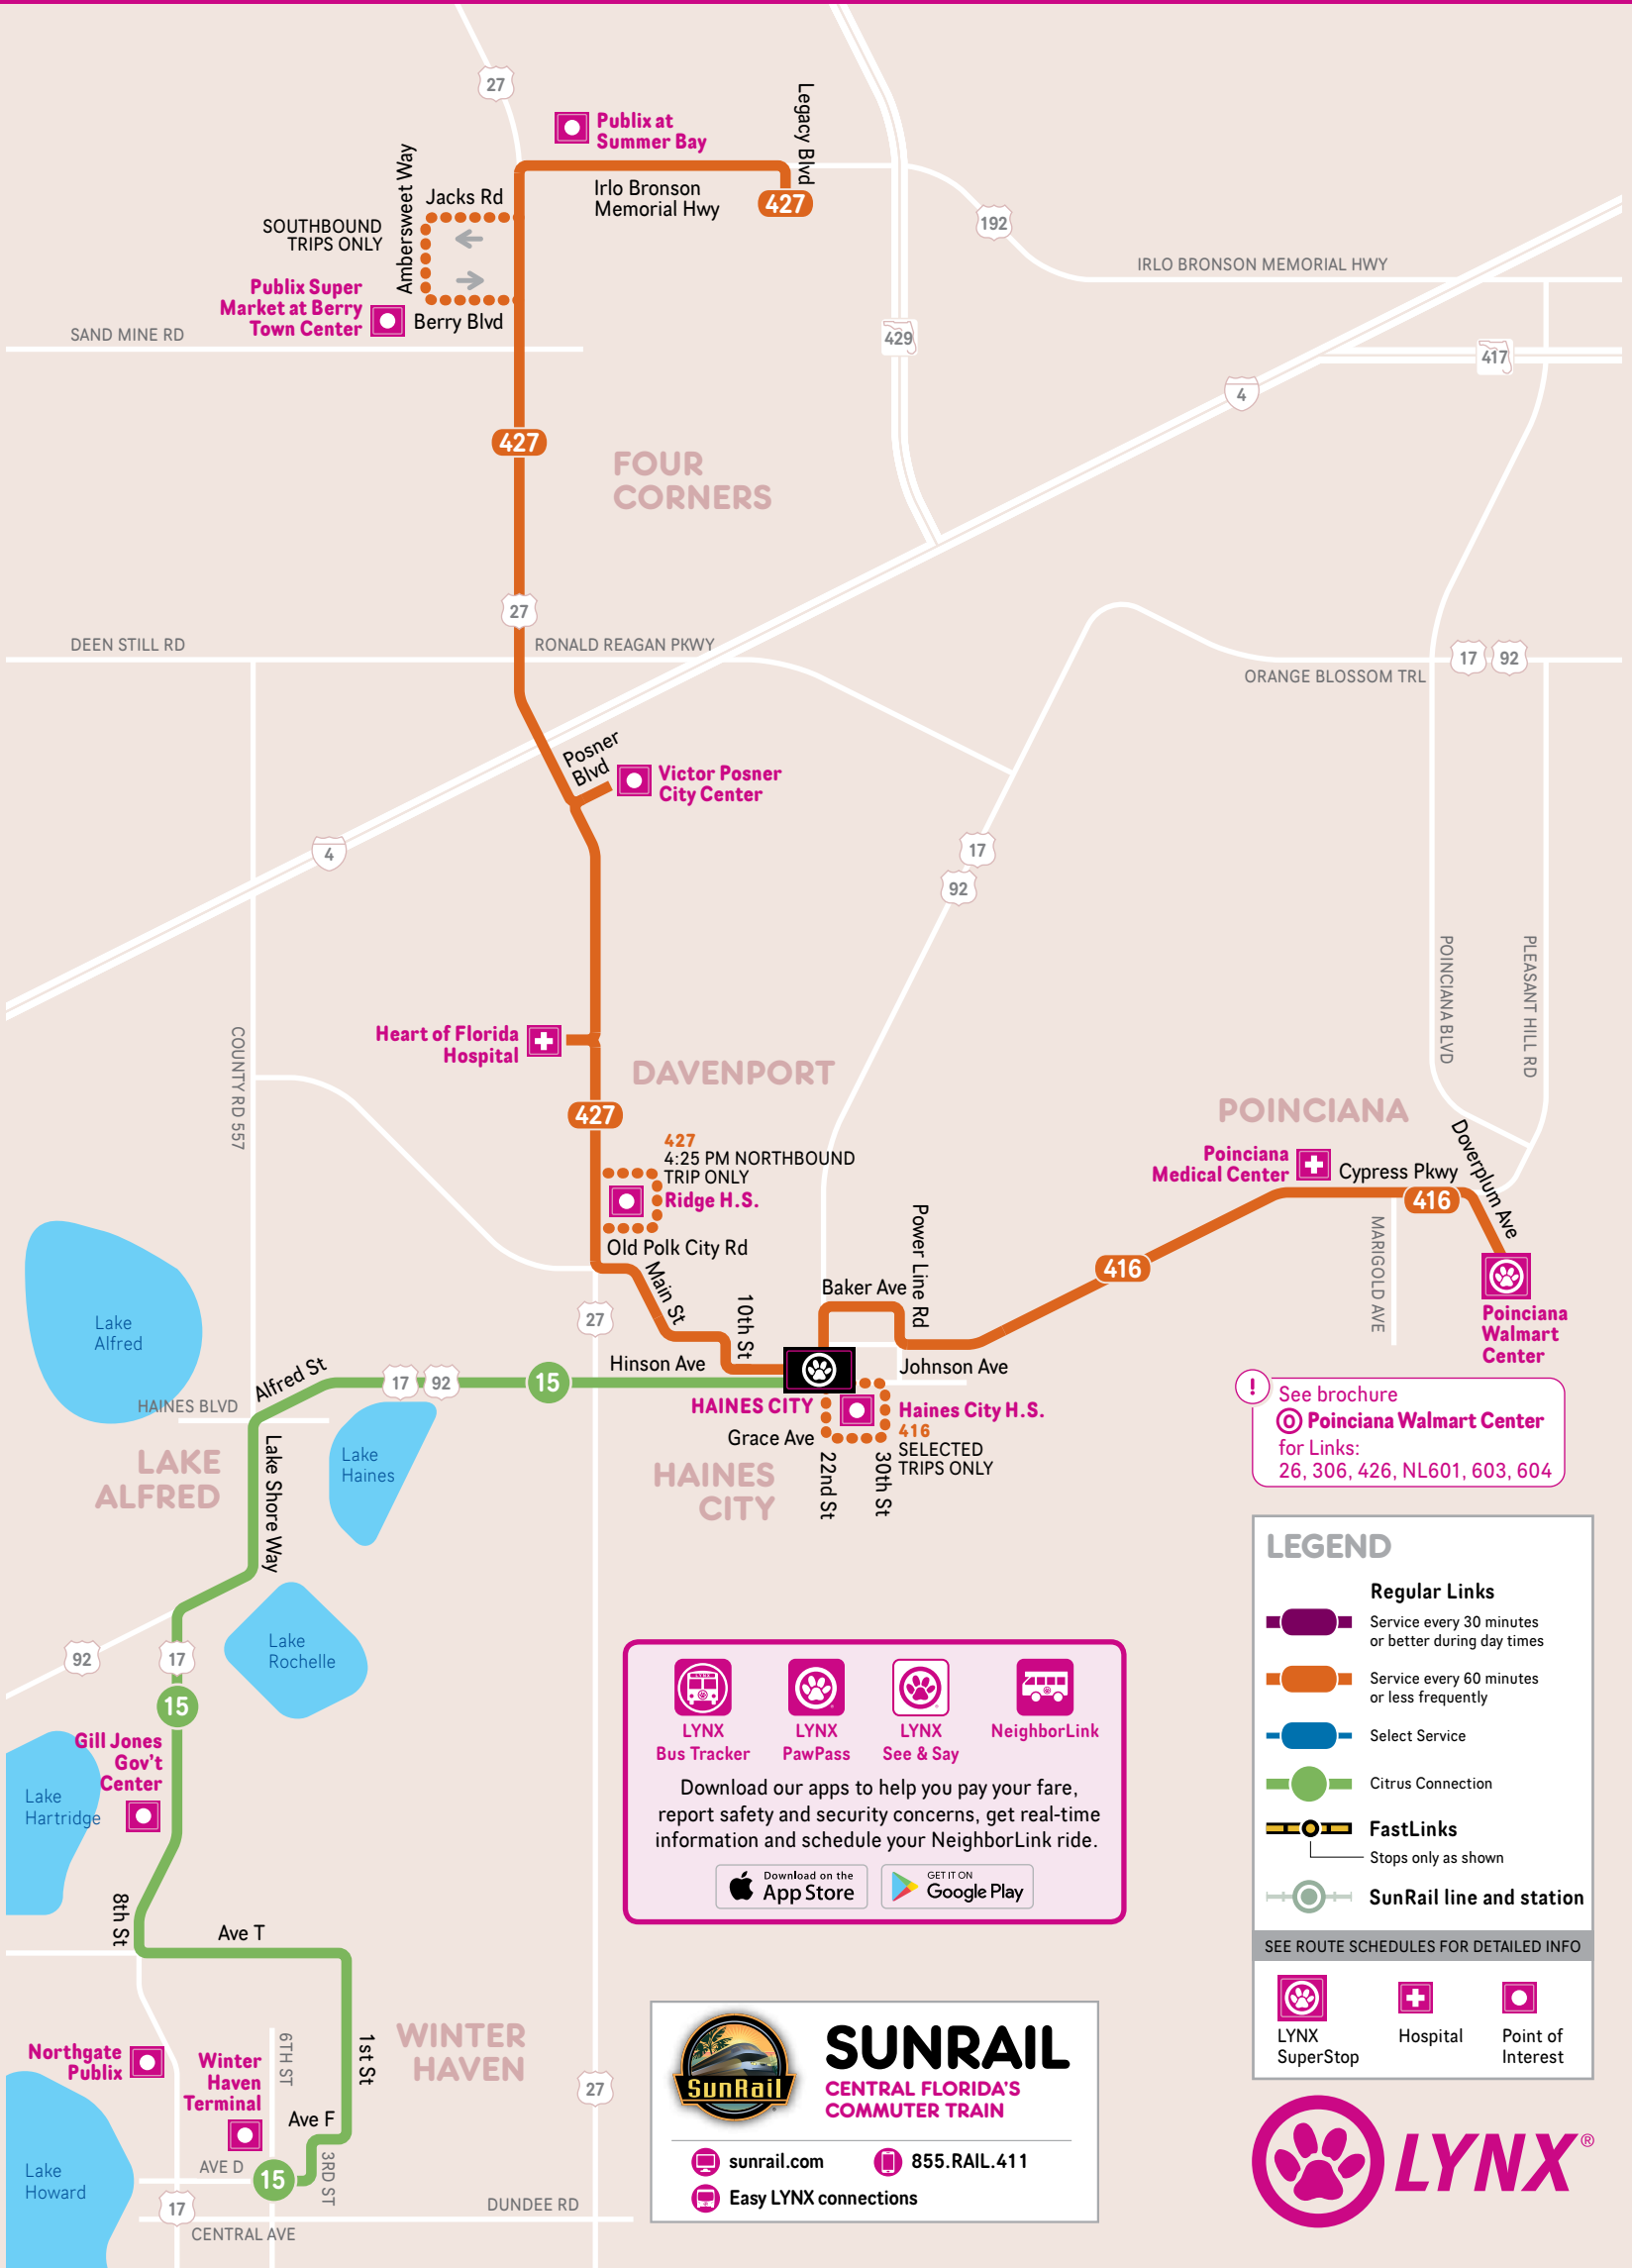 27
Legacy Blvd
Publix at
Summer Bay
Ambersweet Way
Jacks Rd
Irlo Bronson
Memorial Hwy
427
192
SOUTHBOUND
TRIPS ONLY
IRLO BRONSON MEMORIAL HWY
Publix Super
Market at Berry
Town Center
Berry Blvd
SAND MINE RD
429
417
4
427
FOUR
CORNERS
27
DEEN STILL RD
RONALD REAGAN PKWY
17
92
ORANGE BLOSSOM TRL
Posner
Blvd
Victor Posner
City Center
4
17
92
POINCIANA BLVD
PLEASANT HILL RD
COUNTY RD 557
Heart of Florida
Hospital
DAVENPORT
427
POINCIANA
427
4:25 PM NORTHBOUND
TRIP ONLY
Ridge H.S.
Poinciana
Medical Center
Cypress Pkwy
Doverplum Ave
416
Old Polk City Rd
Power Line Rd
MARIGOLD AVE
416
Main St
Baker Ave
10th St
27
Lake
Alfred
Poinciana
Walmart
Center
Hinson Ave
Johnson Ave
Alfred St
17
92
15
HAINES BLVD
HAINES CITY
Haines City H.S.
416
SELECTED
TRIPS ONLY
Grace Ave
22nd St
30th St
! See brochure
Poinciana Walmart Center
for Links:
26, 306, 426, NL601, 603, 604
LAKE
ALFRED
Lake Shore Way
Lake
Haines
HAINES
CITY
LEGEND
Regular Links
Service every 30 minutes
or better during day times
Service every 60 minutes
or less frequently
Select Service
Citrus Connection
FastLinks
Stops only as shown
SunRail line and station
SEE ROUTE SCHEDULES FOR DETAILED INFO
LYNX
SuperStop
Hospital
Point of
Interest
Lake
Rochelle
92
17
15
Gill Jones
Gov't
Center
Lake
Hartridge
LYNX
Bus Tracker
LYNX
PawPass
LYNX
See & Say
NeighborLink
Download our apps to help you pay your fare,
report safety and security concerns, get real-time
information and schedule your NeighborLink ride.
Download on the
App Store
GET IT ON
Google Play
8th St
Ave T
WINTER
HAVEN
1st St
6TH ST
Northgate
Publix
Winter
Haven
Terminal
27
Ave F
AVE D
15
3RD ST
Lake
Howard
17
DUNDEE RD
CENTRAL AVE
SunRail
SUNRAIL
CENTRAL FLORIDA'S
COMMUTER TRAIN
sunrail.com
855.RAIL.411
Easy LYNX connections
LYNX®